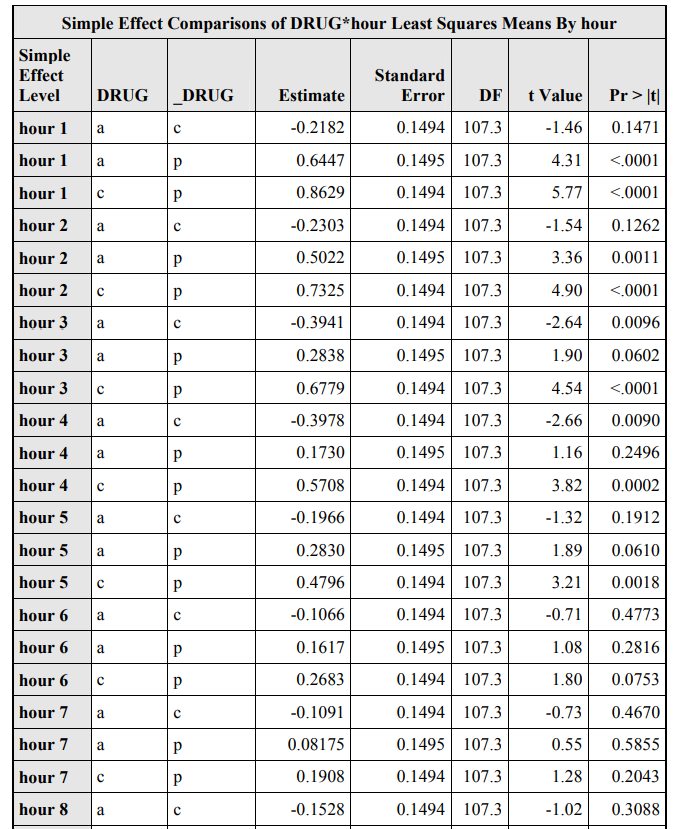 Simple Effect Comparisons of DRUG*hour Least Squares Means By hour
Simple Effect Level DRUG _DRUG Estimate Standard Error DF t Value Pr > |t|
hour 1 a c -0.2182 0.1494 107.3 -1.46 0.1471
hour 1 a p 0.6447 0.1495 107.3 4.31 <.0001
hour 1 c p 0.8629 0.1494 107.3 5.77 <.0001
hour 2 a c -0.2303 0.1494 107.3 -1.54 0.1262
hour 2 a p 0.5022 0.1495 107.3 3.36 0.0011
hour 2 c p 0.7325 0.1494 107.3 4.90 <.0001
hour 3 a c -0.3941 0.1494 107.3 -2.64 0.0096
hour 3 a p 0.2838 0.1495 107.3 1.90 0.0602
hour 3 c p 0.6779 0.1494 107.3 4.54 <.0001
hour 4 a c -0.3978 0.1494 107.3 -2.66 0.0090
hour 4 a p 0.1730 0.1495 107.3 1.16 0.2496
hour 4 c p 0.5708 0.1494 107.3 3.82 0.0002
hour 5 a c -0.1966 0.1494 107.3 -1.32 0.1912
hour 5 a p 0.2830 0.1495 107.3 1.89 0.0610
hour 5 c p 0.4796 0.1494 107.3 3.21 0.0018
hour 6 a c -0.1066 0.1494 107.3 -0.71 0.4773
hour 6 a p 0.1617 0.1495 107.3 1.08 0.2816
hour 6 c p 0.2683 0.1494 107.3 1.80 0.0753
hour 7 a c -0.1091 0.1494 107.3 -0.73 0.4670
hour 7 a p 0.08175 0.1495 107.3 0.55 0.5855
hour 7 c p 0.1908 0.1494 107.3 1.28 0.2043
hour 8 a c -0.1528 0.1494 107.3 -1.02 0.3088